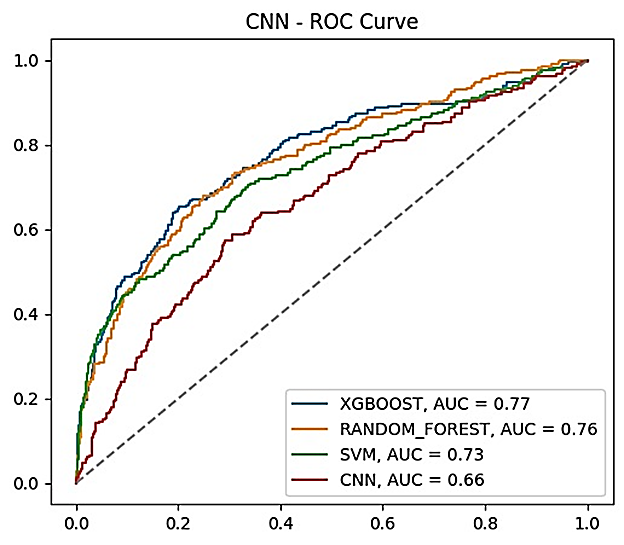 CNN - ROC Curve
1.0
0.8
0.6
0.4
0.2
0.0
XGBOOST, AUC = 0.77
RANDOM_FOREST, AUC = 0.76
SVM, AUC = 0.73
CNN, AUC = 0.66
0.0 0.2 0.4 0.6 0.8 1.0